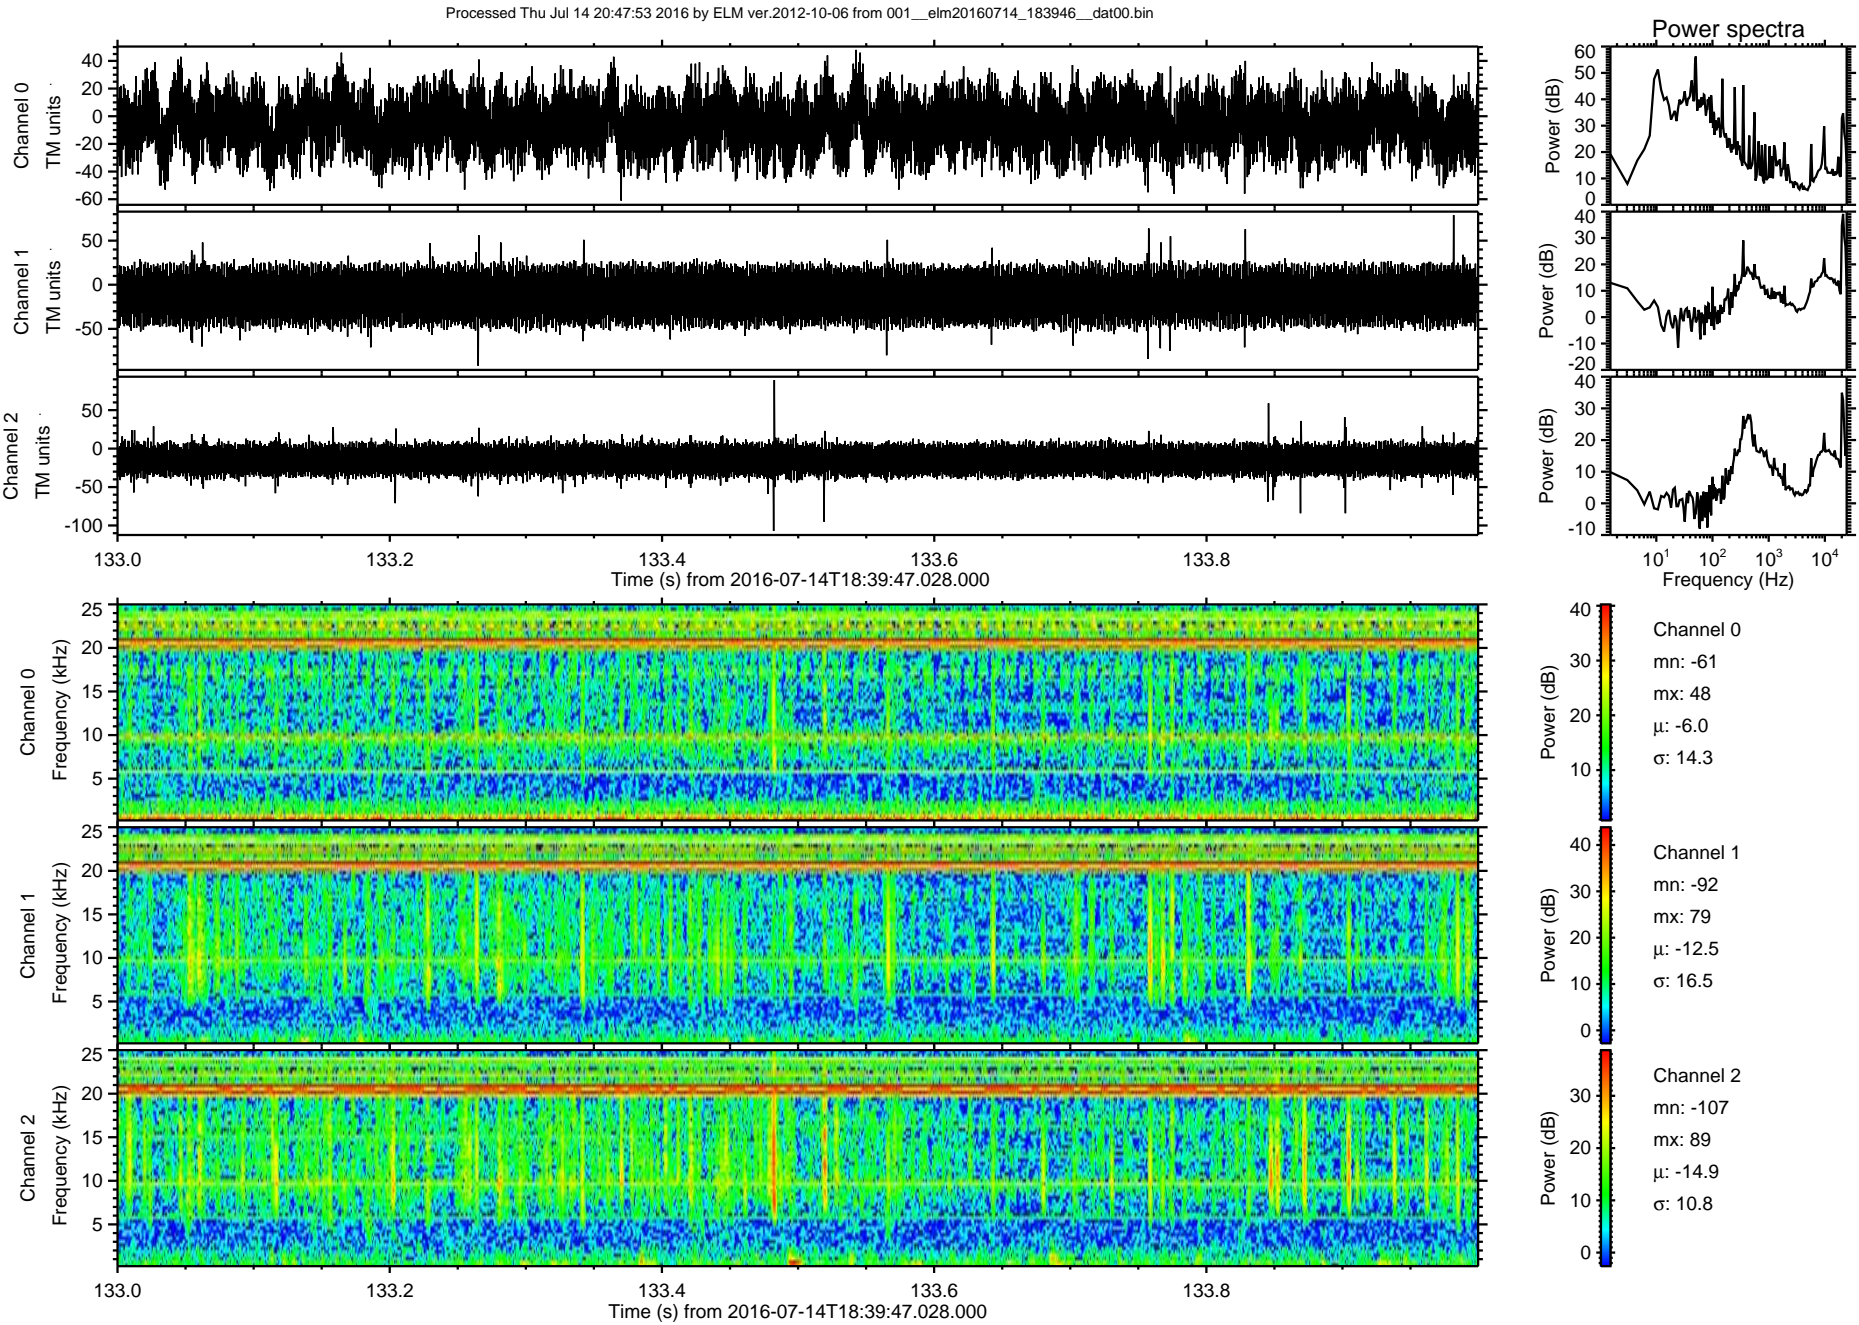 Processed Thu Jul 14 20:47:53 2016 by ELM ver.2012-10-06 from 001__elm20160714_183946__dat00.bin
Power spectra
Channel 0
TM units
40
20
0
-20
-40
-60
Power (dB)
60
50
40
30
20
10
0
Channel 1
TM units
50
0
-50
Power (dB)
40
30
20
10
0
-10
-20
Channel 2
TM units
50
0
-50
-100
Power (dB)
40
30
20
10
0
-10
133.0 133.2 133.4 133.6 133.8
Time (s) from 2016-07-14T18:39:47.028.000
10^1 10^2 10^3 10^4
Frequency (Hz)
Channel 0
Frequency (kHz)
25
20
15
10
5
Power (dB)
40
30
20
10
Channel 0
mn: -61
mx: 48
μ: -6.0
σ: 14.3
Channel 1
Frequency (kHz)
25
20
15
10
5
Power (dB)
40
30
20
10
0
Channel 1
mn: -92
mx: 79
μ: -12.5
σ: 16.5
Channel 2
Frequency (kHz)
25
20
15
10
5
Power (dB)
30
20
10
0
Channel 2
mn: -107
mx: 89
μ: -14.9
σ: 10.8
133.0 133.2 133.4 133.6 133.8
Time (s) from 2016-07-14T18:39:47.028.000